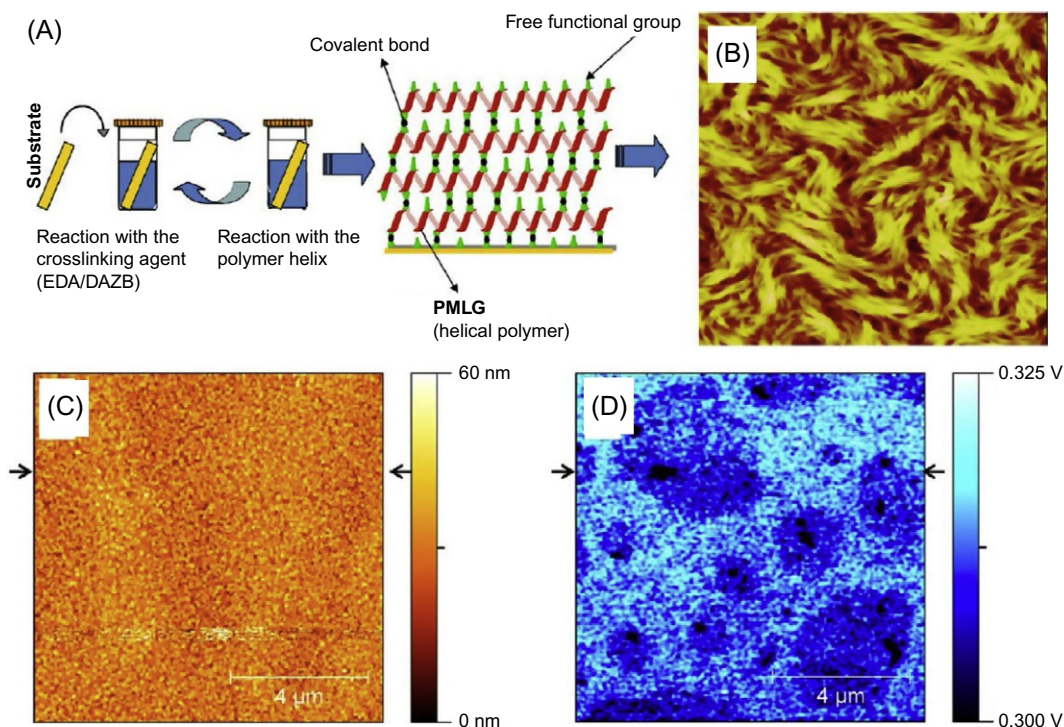 (A)
Substrate
Reaction with the
crosslinking agent
(EDA/DAZB)
Reaction with the
polymer helix
Covalent bond
Free functional group
PMLG
(helical polymer)
(B)
(C)
60 nm
0 nm
4 μm
(D)
0.325 V
0.300 V
4 μm